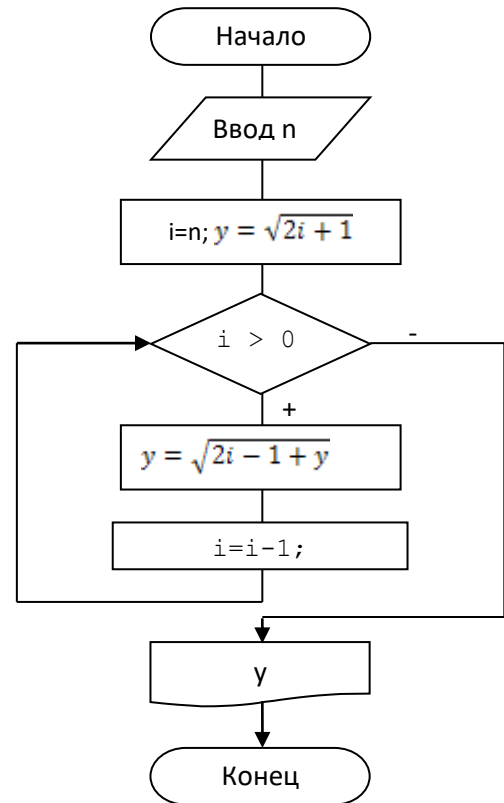 Начало
Ввод n
i=n; y = √(2i + 1)
i > 0
-
+
y = √(2i − 1 + y)
i=i-1;
y
Конец